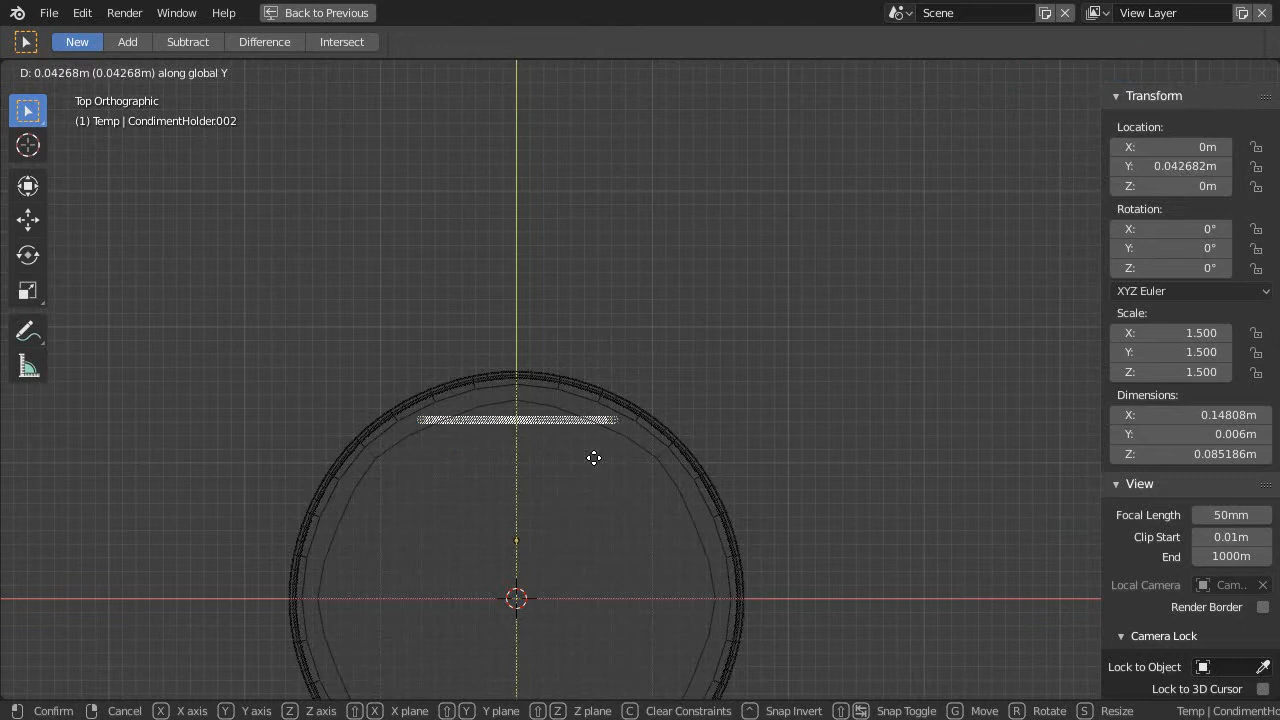 File Edit Render Window Help Back to Previous Scene View Layer
New Add Subtract Difference Intersect
D: 0.04268m (0.04268m) along global Y
Top Orthographic
(1) Temp | CondimentHolder.002
Transform
Location:
X: 0m
Y: 0.042682m
Z: 0m
Rotation:
X: 0°
Y: 0°
Z: 0°
XYZ Euler
Scale:
X: 1.500
Y: 1.500
Z: 1.500
Dimensions:
X: 0.14808m
Y: 0.006m
Z: 0.085186m
View
Focal Length 50mm
Clip Start 0.01m
End 1000m
Local Camera Cam..
Render Border
Camera Lock
Lock to Object
Lock to 3D Cursor
Confirm Cancel X X axis Y Y axis Z Z axis X X plane Y Y plane Z Z plane C Clear Constraints ^ Snap Invert Snap Toggle G Move R Rotate S Resize Temp | CondimentHo